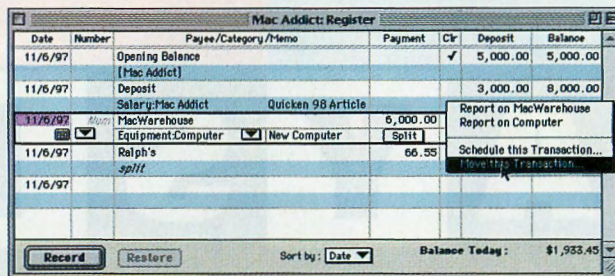 Mac Addict: Register
Date Number Payee/Category/Memo Payment Clr Deposit Balance
11/6/97 Opening Balance ✓ 5,000.00 5,000.00
[Mac Addict]
11/6/97 Deposit 3,000.00 8,000.00
Salary:Mac Addict Quicken 98 Article
11/6/97 Num MacWarehouse 6,000.00
Equipment:Computer New Computer Split
Report on MacWarehouse
Report on Computer
Schedule this Transaction...
Move this Transaction...
11/6/97 Ralph's 66.55
split
11/6/97
Record Restore Sort by: Date Balance Today: $1,933.45